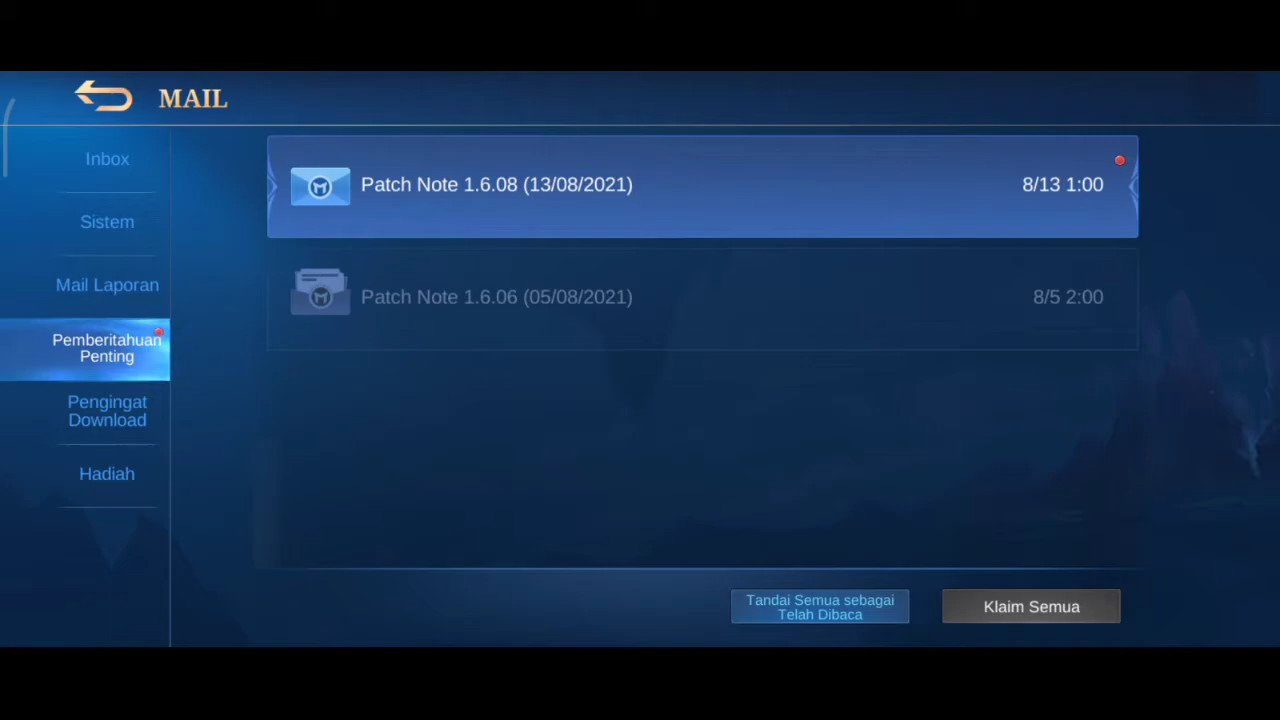 MAIL
Inbox
Sistem
Mail Laporan
Pemberitahuan
Penting
Pengingat
Download
Hadiah
Patch Note 1.6.08 (13/08/2021)
8/13 1:00
Patch Note 1.6.06 (05/08/2021)
8/5 2:00
Tandai Semua sebagai
Telah Dibaca
Klaim Semua